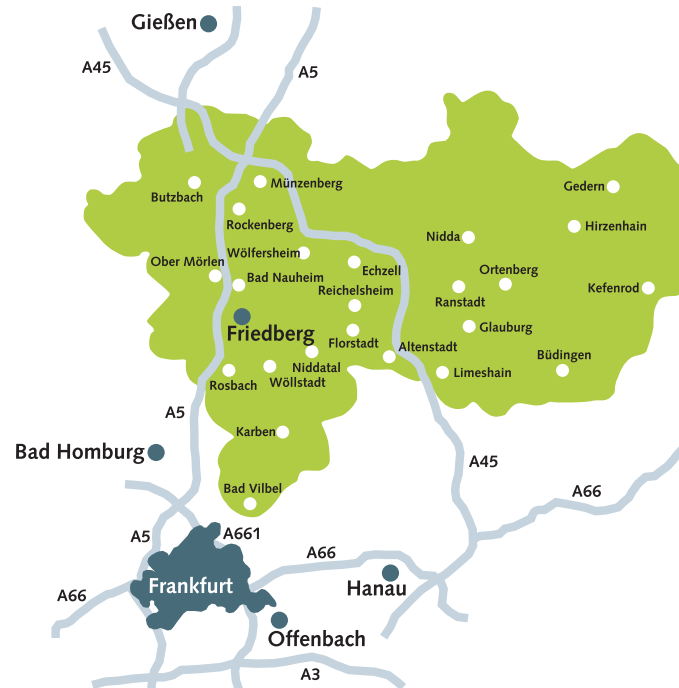 Gießen
A45
A5
Butzbach
Münzenberg
Gedern
Rockenberg
Hirzenhain
Nidda
Wölfersheim
Ober Mörlen
Echzell
Bad Nauheim
Ortenberg
Reichelsheim
Ranstadt
Kefenrod
Friedberg
Glauburg
Florstadt
Altenstadt
Büdingen
Niddatal
Rosbach
Wöllstadt
Limeshain
A5
Karben
Bad Homburg
A45
Bad Vilbel
A66
A5
A661
A66
Frankfurt
A66
Hanau
Offenbach
A3